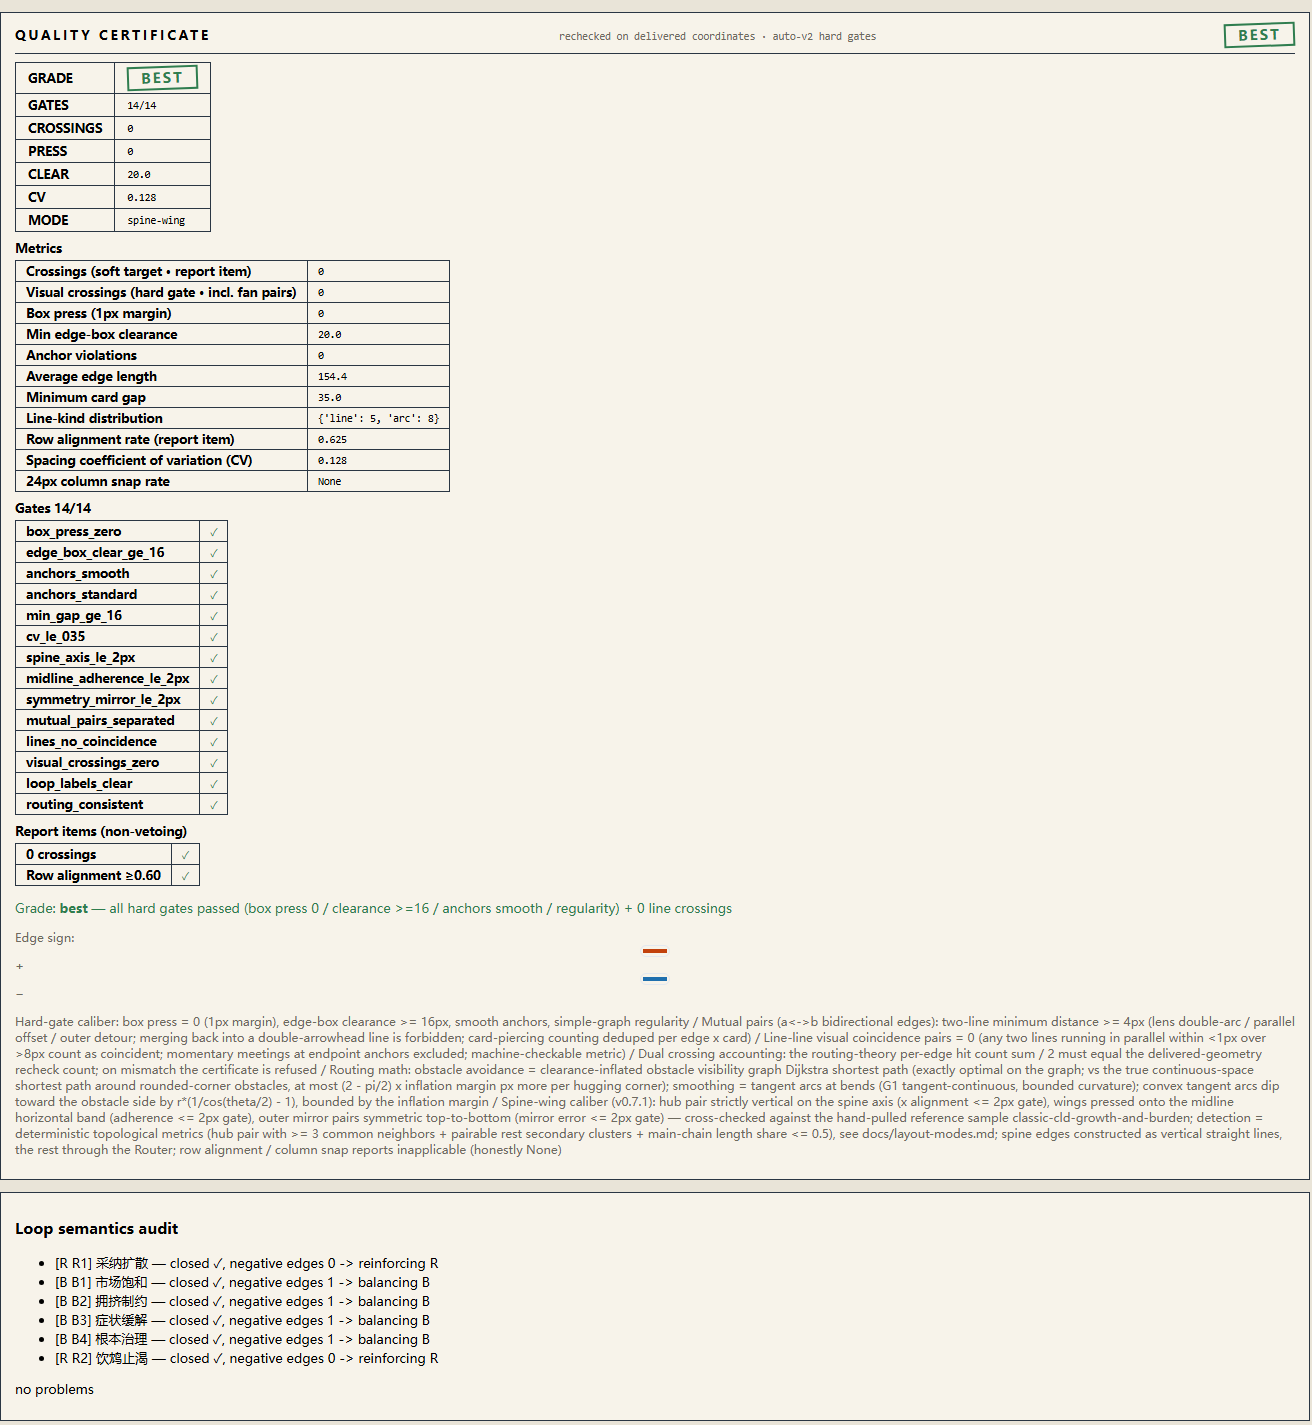 QUALITY CERTIFICATE
rechecked on delivered coordinates · auto-v2 hard gates
BEST
GRADE BEST
GATES 14/14
CROSSINGS 0
PRESS 0
CLEAR 20.0
CV 0.128
MODE spine-wing
Metrics
Crossings (soft target • report item) 0
Visual crossings (hard gate • incl. fan pairs) 0
Box press (1px margin) 0
Min edge-box clearance 20.0
Anchor violations 0
Average edge length 154.4
Minimum card gap 35.0
Line-kind distribution {'line': 5, 'arc': 8}
Row alignment rate (report item) 0.625
Spacing coefficient of variation (CV) 0.128
24px column snap rate None
Gates 14/14
box_press_zero ✓
edge_box_clear_ge_16 ✓
anchors_smooth ✓
anchors_standard ✓
min_gap_ge_16 ✓
cv_le_035 ✓
spine_axis_le_2px ✓
midline_adherence_le_2px ✓
symmetry_mirror_le_2px ✓
mutual_pairs_separated ✓
lines_no_coincidence ✓
visual_crossings_zero ✓
loop_labels_clear ✓
routing_consistent ✓
Report items (non-vetoing)
0 crossings ✓
Row alignment ≥0.60 ✓
Grade: best — all hard gates passed (box press 0 / clearance >=16 / anchors smooth / regularity) + 0 line crossings
Edge sign:
+
−
Hard-gate caliber: box press = 0 (1px margin), edge-box clearance >= 16px, smooth anchors, simple-graph regularity / Mutual pairs (a<->b bidirectional edges): two-line minimum distance >= 4px (lens double-arc / parallel
offset / outer detour; merging back into a double-arrowhead line is forbidden; card-piercing counting deduped per edge x card) / Line-line visual coincidence pairs = 0 (any two lines running in parallel within <1px over
>8px count as coincident; momentary meetings at endpoint anchors excluded; machine-checkable metric) / Dual crossing accounting: the routing-theory per-edge hit count sum / 2 must equal the delivered-geometry
recheck count; on mismatch the certificate is refused / Routing math: obstacle avoidance = clearance-inflated obstacle visibility graph Dijkstra shortest path (exactly optimal on the graph; vs the true continuous-space
shortest path around rounded-corner obstacles, at most (2 - pi/2) x inflation margin px more per hugging corner); smoothing = tangent arcs at bends (G1 tangent-continuous, bounded curvature); convex tangent arcs dip
toward the obstacle side by r*(1/cos(theta/2) - 1), bounded by the inflation margin / Spine-wing caliber (v0.7.1): hub pair strictly vertical on the spine axis (x alignment <= 2px gate), wings pressed onto the midline
horizontal band (adherence <= 2px gate), outer mirror pairs symmetric top-to-bottom (mirror error <= 2px gate) — cross-checked against the hand-pulled reference sample classic-cld-growth-and-burden; detection =
deterministic topological metrics (hub pair with >= 3 common neighbors + pairable rest secondary clusters + main-chain length share <= 0.5), see docs/layout-modes.md; spine edges constructed as vertical straight lines,
the rest through the Router; row alignment / column snap reports inapplicable (honestly None)
Loop semantics audit
• [R R1] 采纳扩散 — closed ✓, negative edges 0 -> reinforcing R
• [B B1] 市场饱和 — closed ✓, negative edges 1 -> balancing B
• [B B2] 拥挤制约 — closed ✓, negative edges 1 -> balancing B
• [B B3] 症状缓解 — closed ✓, negative edges 1 -> balancing B
• [B B4] 根本治理 — closed ✓, negative edges 1 -> balancing B
• [R R2] 饮鸩止渴 — closed ✓, negative edges 0 -> reinforcing R
no problems